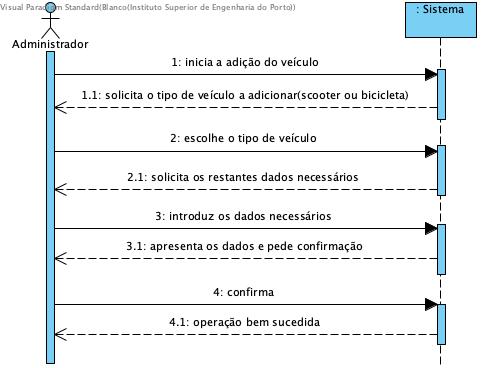 Visual Paradigm Standard(Blanco(Instituto Superior de Engenharia do Porto))
: Sistema
Administrador
1: inicia a adição do veículo
1.1: solicita o tipo de veículo a adicionar(scooter ou bicicleta)
2: escolhe o tipo de veículo
2.1: solicita os restantes dados necessários
3: introduz os dados necessários
3.1: apresenta os dados e pede confirmação
4: confirma
4.1: operação bem sucedida